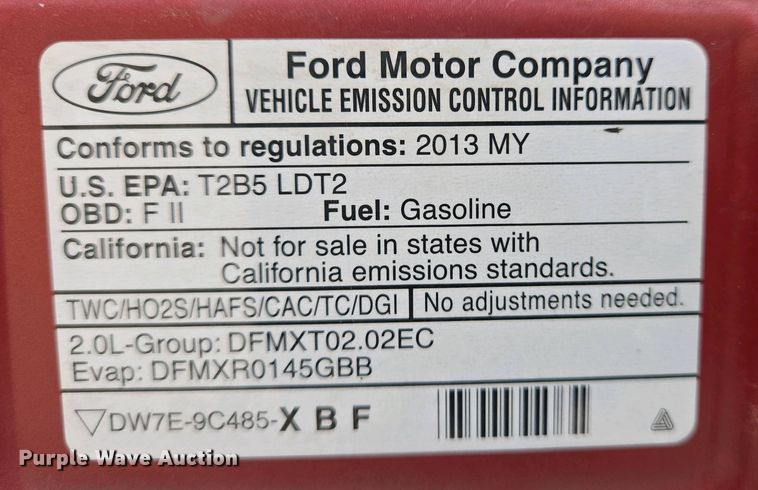 Ford
Ford Motor Company
VEHICLE EMISSION CONTROL INFORMATION
Conforms to regulations: 2013 MY
U.S. EPA: T2B5 LDT2
OBD: F II Fuel: Gasoline
California: Not for sale in states with
California emissions standards.
TWC/HO2S/HAFS/CAC/TC/DGI No adjustments needed.
2.0L-Group: DFMXT02.02EC
Evap: DFMXR0145GBB
▽DW7E-9C485-X B F
Purple Wave Auction